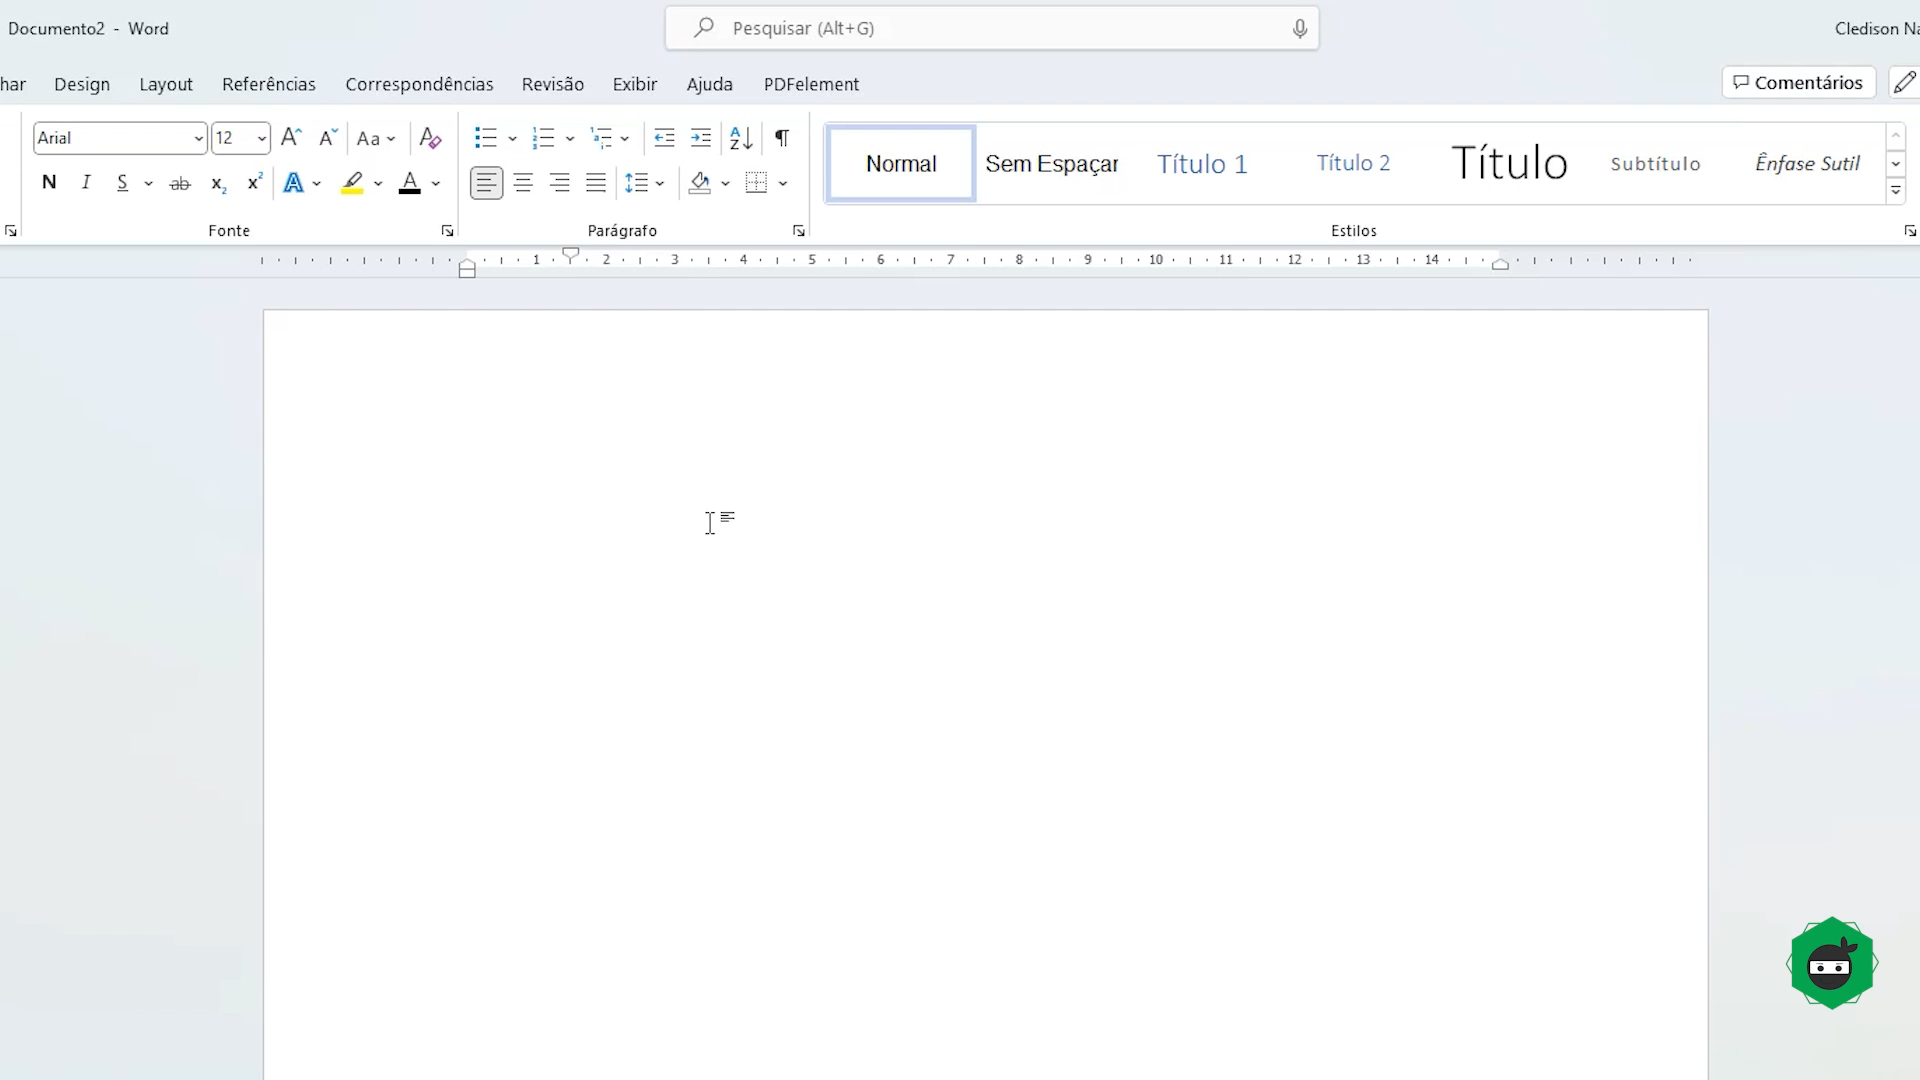 Documento2 - Word
Pesquisar (Alt+G)
Cledison Na
har Design Layout Referências Correspondências Revisão Exibir Ajuda PDFelement
Comentários
Arial 12 Aa
N I S ab x₂ x² A A
Normal Sem Espaçar Título 1 Título 2 Título Subtítulo Ênfase Sutil
Fonte Parágrafo Estilos
1 2 3 4 5 6 7 8 9 10 11 12 13 14